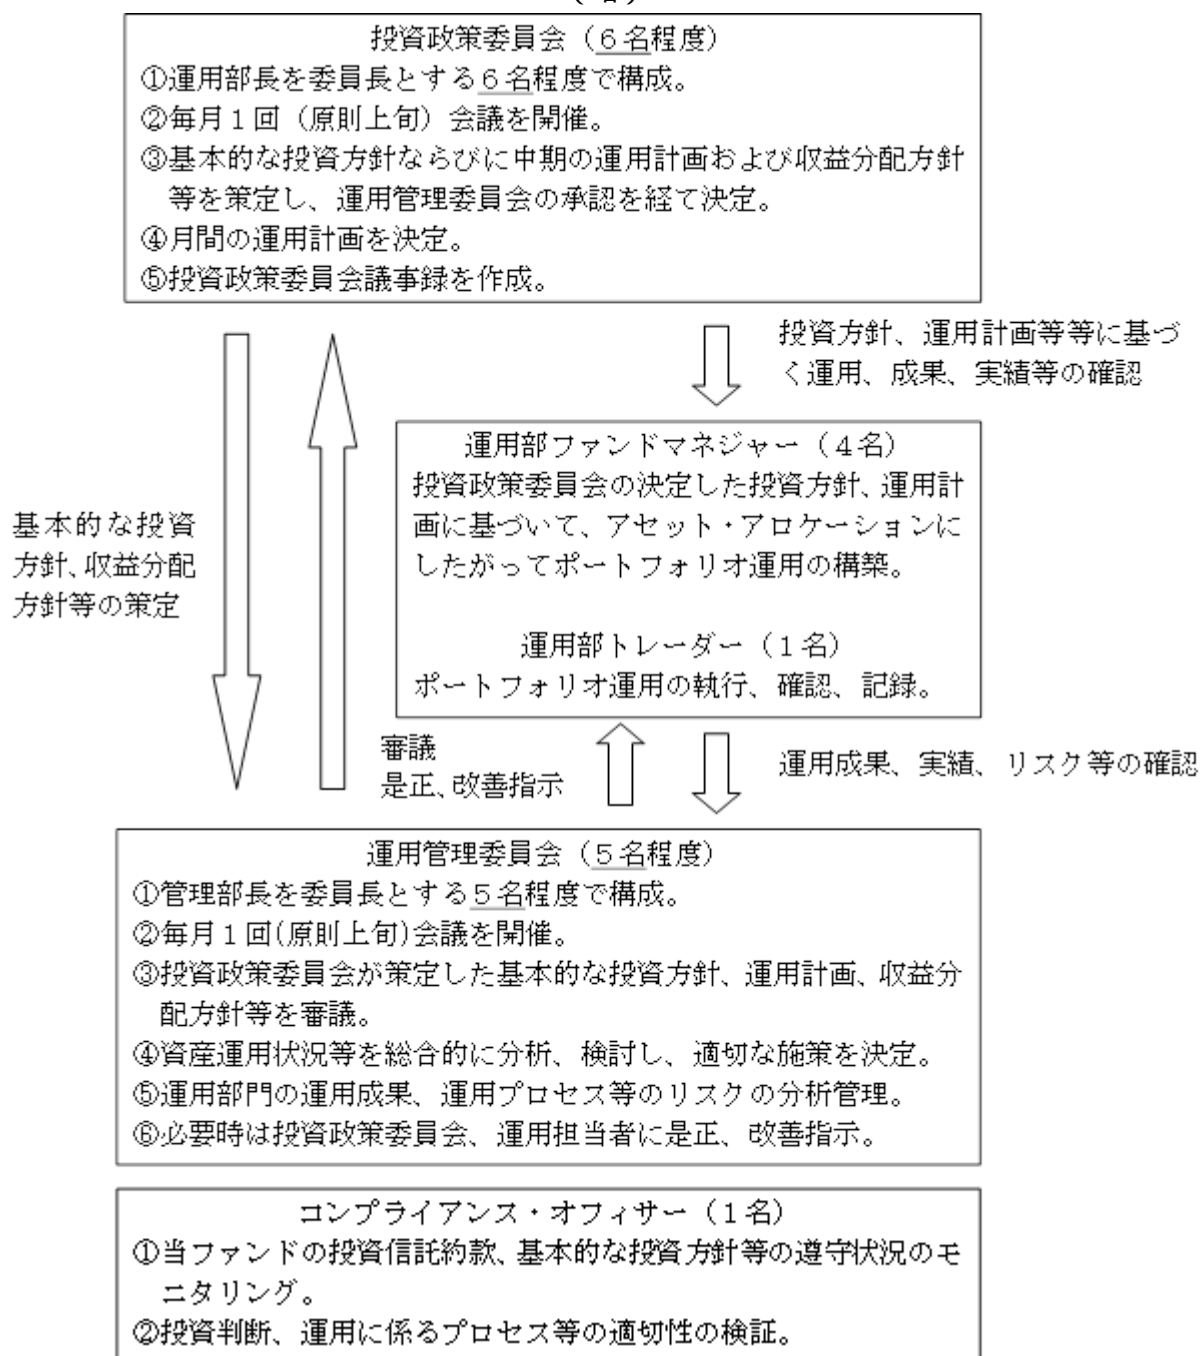 投資政策委員会（６名程度）
①運用部長を委員長とする６名程度で構成。
②毎月１回（原則上旬）会議を開催。
③基本的な投資方針ならびに中期の運用計画および収益分配方針
等を策定し、運用管理委員会の承認を経て決定。
④月間の運用計画を決定。
⑤投資政策委員会議事録を作成。
投資方針、運用計画等等に基づ
く運用、成果、実績等の確認
運用部ファンドマネジャー（４名）
投資政策委員会の決定した投資方針、運用計
画に基づいて、アセット・アロケーションに
したがってポートフォリオ運用の構築。
運用部トレーダー（１名）
ポートフォリオ運用の執行、確認、記録。
基本的な投資
方針、収益分配
方針等の策定
審議
是正、改善指示
運用成果、実績、リスク等の確認
運用管理委員会（５名程度）
①管理部長を委員長とする５名程度で構成。
②毎月１回(原則上旬)会議を開催。
③投資政策委員会が策定した基本的な投資方針、運用計画、収益分
配方針等を審議。
④資産運用状況等を総合的に分析、検討し、適切な施策を決定。
⑤運用部門の運用成果、運用プロセス等のリスクの分析管理。
⑥必要時は投資政策委員会、運用担当者に是正、改善指示。
コンプライアンス・オフィサー（１名）
①当ファンドの投資信託約款、基本的な投資方針等の遵守状況のモ
ニタリング。
②投資判断、運用に係るプロセス等の適切性の検証。